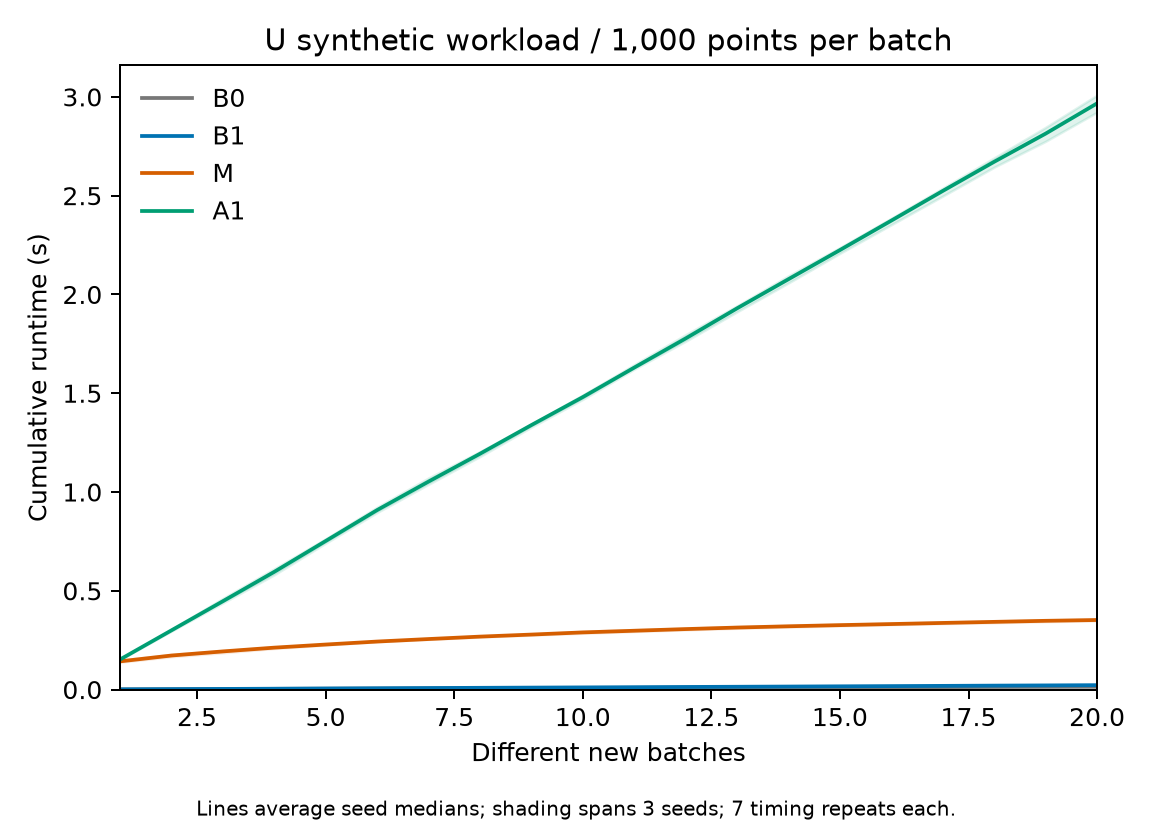 U synthetic workload / 1,000 points per batch
B0
B1
M
A1
Cumulative runtime (s)
3.0
2.5
2.0
1.5
1.0
0.5
0.0
2.5 5.0 7.5 10.0 12.5 15.0 17.5 20.0
Different new batches
Lines average seed medians; shading spans 3 seeds; 7 timing repeats each.